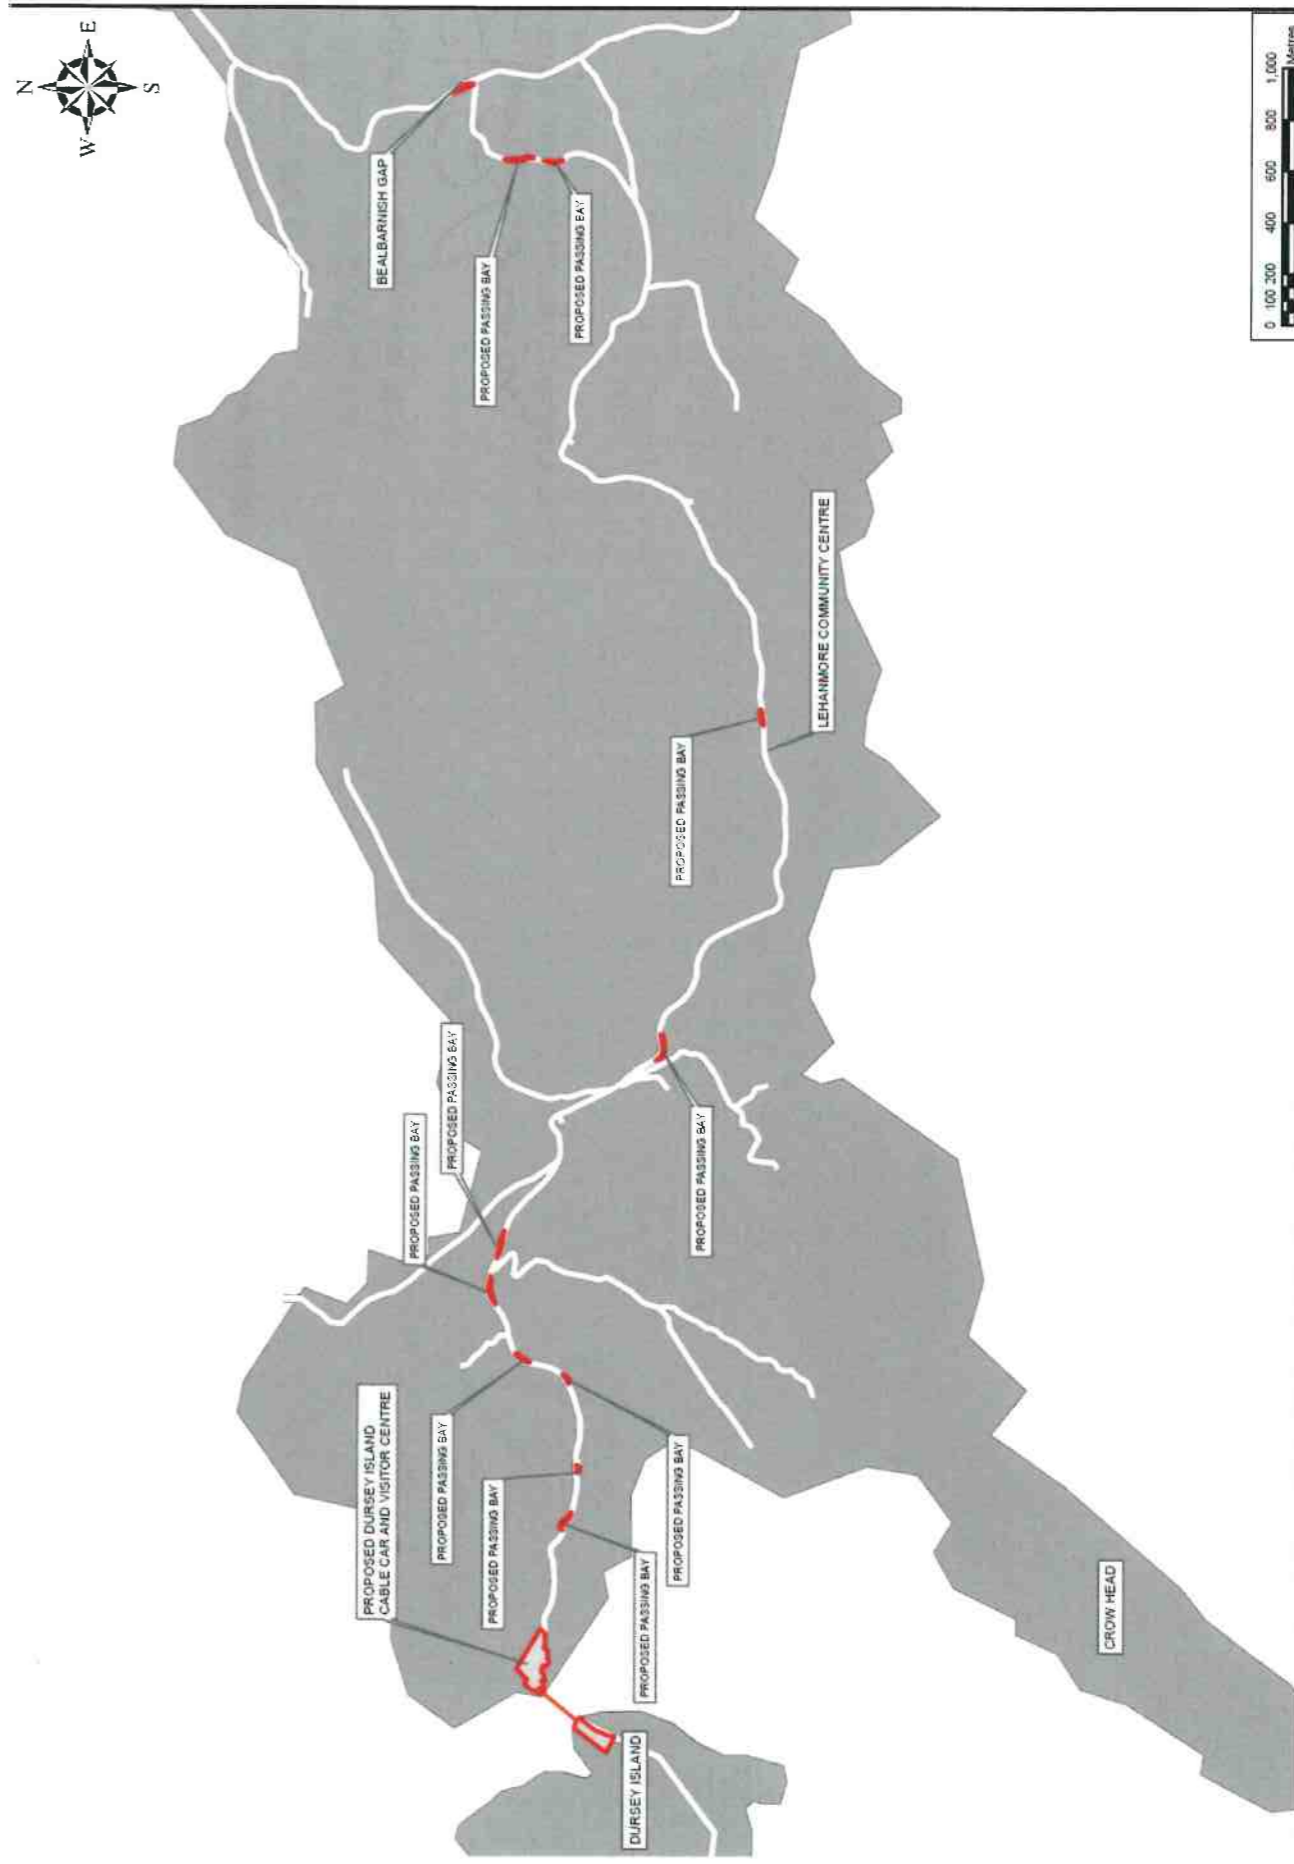 N
W
E
S
BEALBARNISH GAP
PROPOSED PASSING BAY
PROPOSED PASSING BAY
PROPOSED PASSING BAY
LEHANMORE COMMUNITY CENTRE
PROPOSED PASSING BAY
PROPOSED PASSING BAY
PROPOSED PASSING BAY
PROPOSED DURSEY ISLAND
CABLE CAR AND VISITOR CENTRE
PROPOSED PASSING BAY
PROPOSED PASSING BAY
PROPOSED PASSING BAY
PROPOSED PASSING BAY
DURSEY ISLAND
CROW HEAD
0 100 200 400 600 800 1,000
Metres